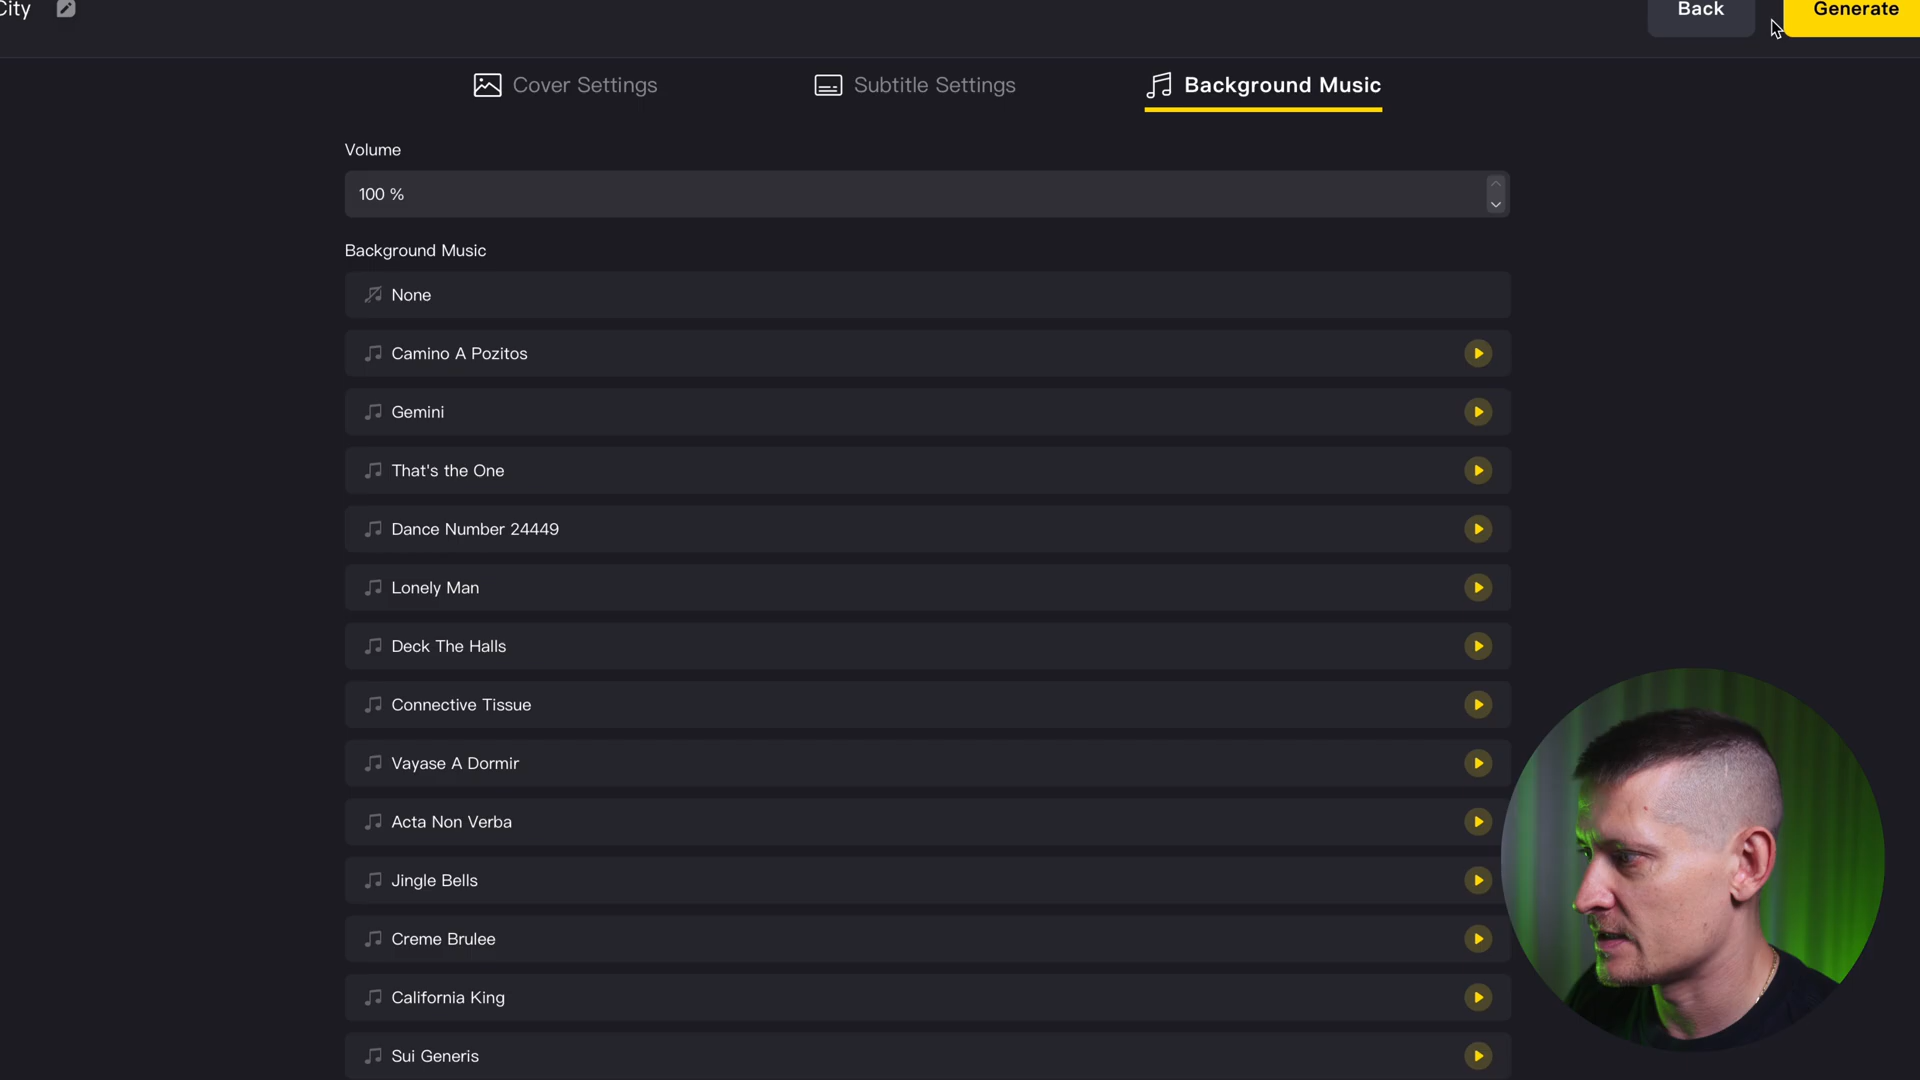 City
Back
Generate
Cover Settings
Subtitle Settings
Background Music
Volume
100 %
Background Music
None
Camino A Pozitos
Gemini
That's the One
Dance Number 24449
Lonely Man
Deck The Halls
Connective Tissue
Vayase A Dormir
Acta Non Verba
Jingle Bells
Creme Brulee
California King
Sui Generis